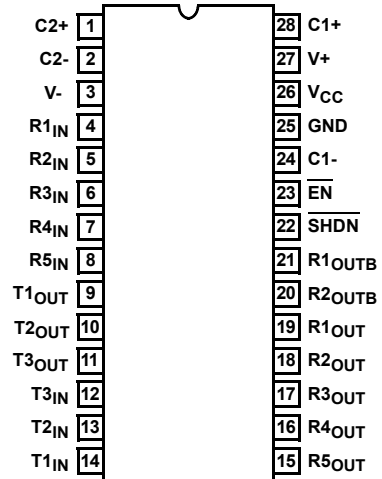 C2+ 1 28 C1+
C2- 2 27 V+
V- 3 26 VCC
R1IN 4 25 GND
R2IN 5 24 C1-
R3IN 6 23 E̅N̅
R4IN 7 22 S̅H̅D̅N̅
R5IN 8 21 R1OUTB
T1OUT 9 20 R2OUTB
T2OUT 10 19 R1OUT
T3OUT 11 18 R2OUT
T3IN 12 17 R3OUT
T2IN 13 16 R4OUT
T1IN 14 15 R5OUT